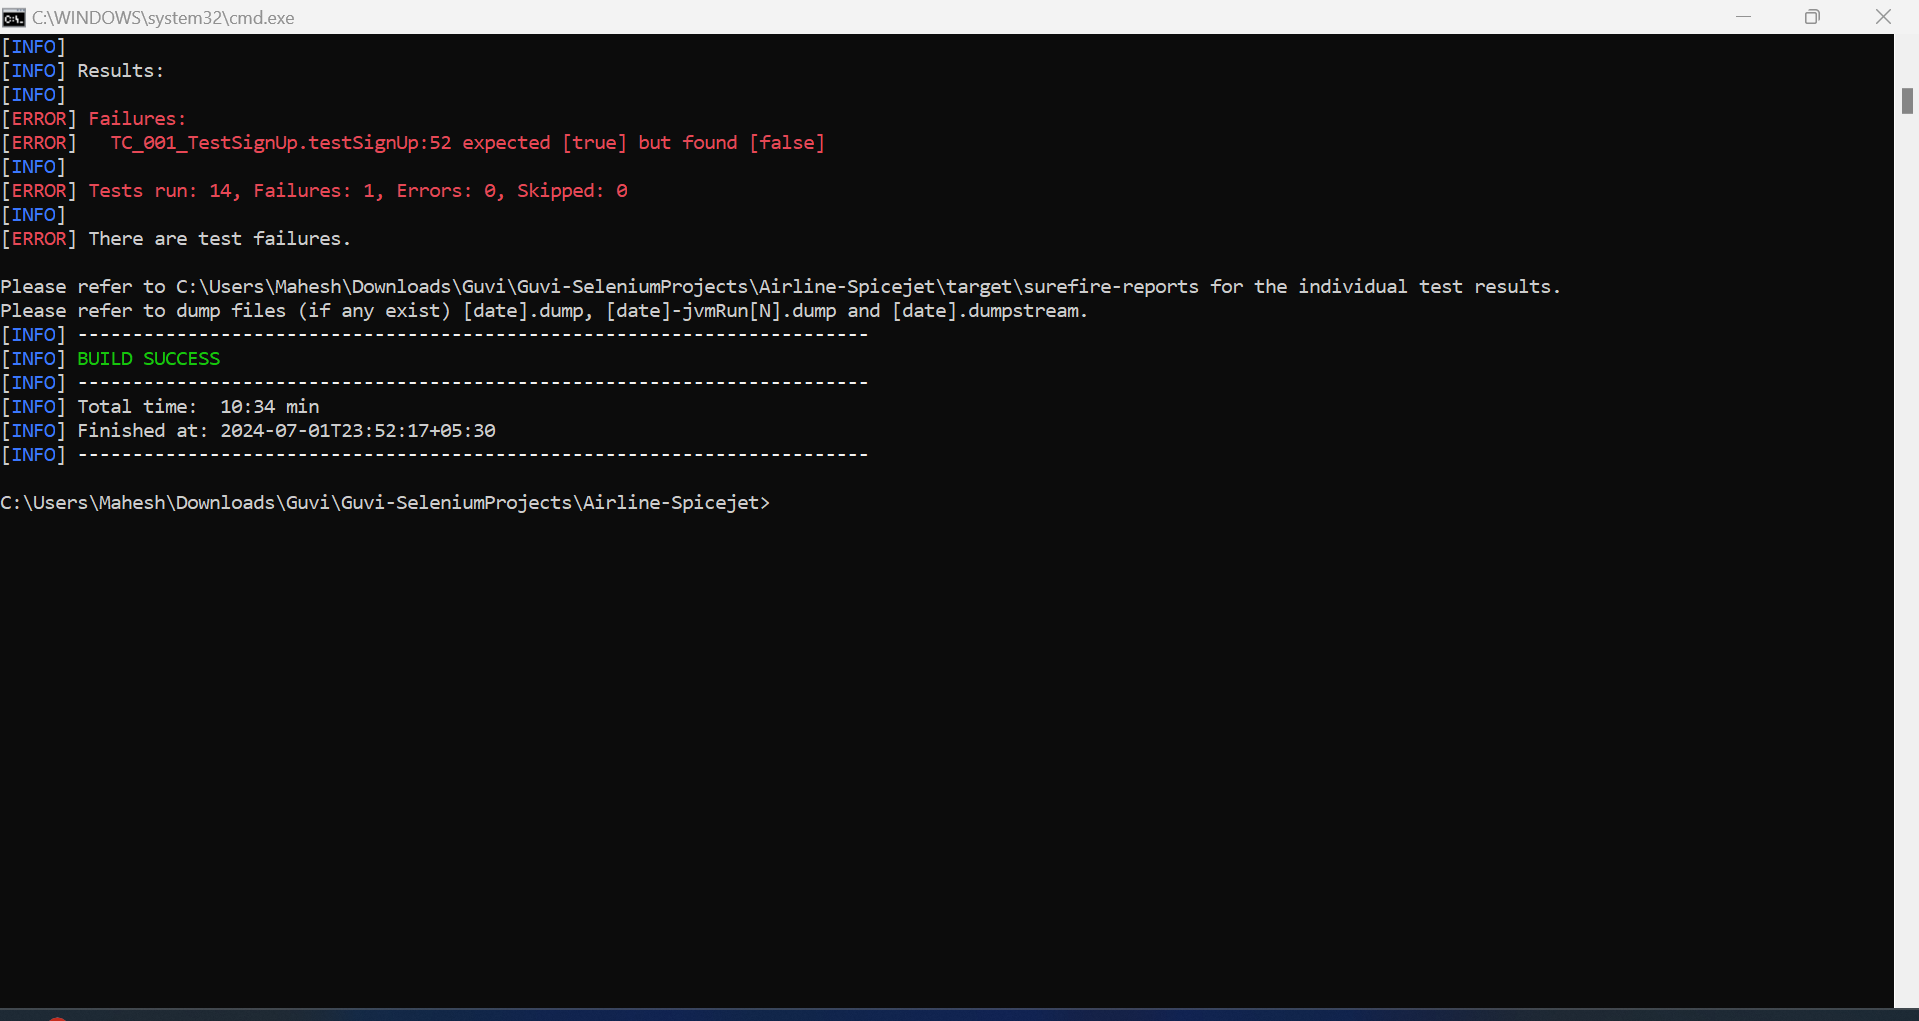 C:\WINDOWS\system32\cmd.exe
[INFO]
[INFO] Results:
[INFO]
[ERROR] Failures:
[ERROR]   TC_001_TestSignUp.testSignUp:52 expected [true] but found [false]
[INFO]
[ERROR] Tests run: 14, Failures: 1, Errors: 0, Skipped: 0
[INFO]
[ERROR] There are test failures.
Please refer to C:\Users\Mahesh\Downloads\Guvi\Guvi-SeleniumProjects\Airline-Spicejet\target\surefire-reports for the individual test results.
Please refer to dump files (if any exist) [date].dump, [date]-jvmRun[N].dump and [date].dumpstream.
[INFO] ------------------------------------------------------------------------
[INFO] BUILD SUCCESS
[INFO] ------------------------------------------------------------------------
[INFO] Total time:  10:34 min
[INFO] Finished at: 2024-07-01T23:52:17+05:30
[INFO] ------------------------------------------------------------------------
C:\Users\Mahesh\Downloads\Guvi\Guvi-SeleniumProjects\Airline-Spicejet>